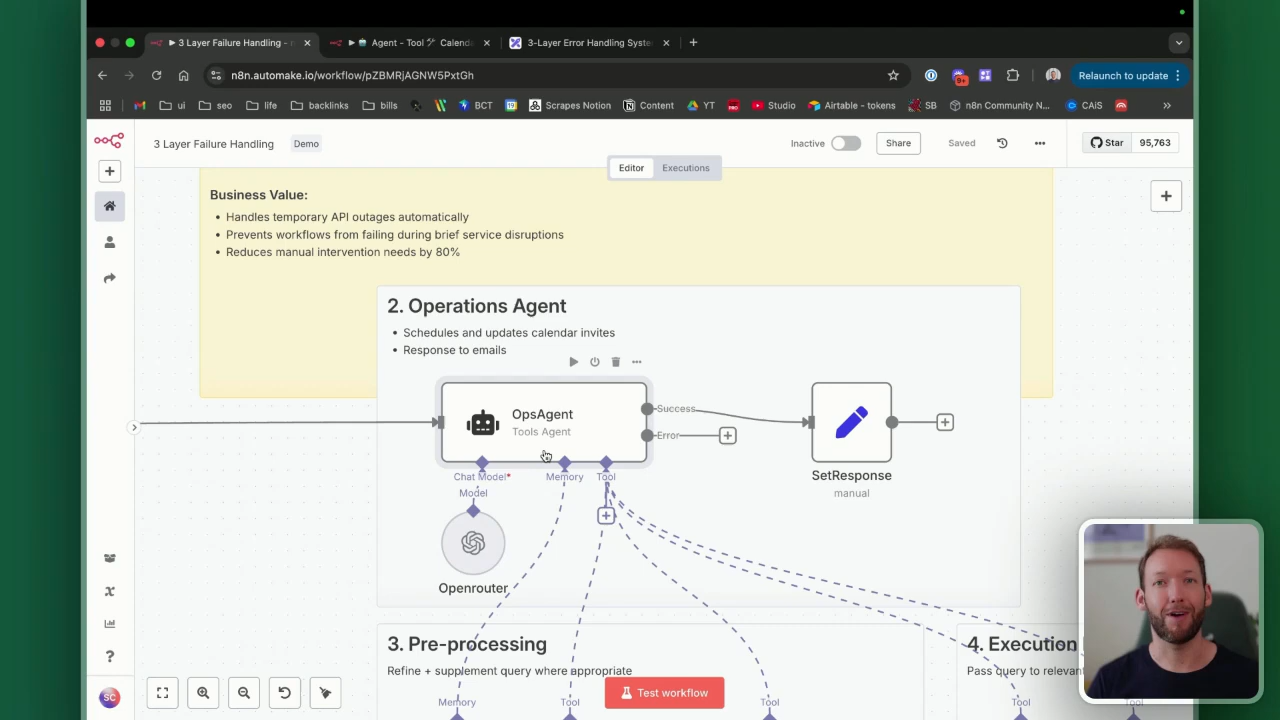 3 Layer Failure Handling -
Agent - Tool
Calenda
3-Layer Error Handling Syste
n8n.automake.io/workflow/pZBMRjAGNW5PxtGh
9+
Relaunch to update
ui
seo
life
backlinks
bills
BCT
Scrapes Notion
Content
YT
Studio
Airtable - tokens
SB
n8n Community N...
CAiS
3 Layer Failure Handling
Demo
Inactive
Share
Saved
Star
95,763
Editor
Executions
Business Value:
• Handles temporary API outages automatically
• Prevents workflows from failing during brief service disruptions
• Reduces manual intervention needs by 80%
2. Operations Agent
• Schedules and updates calendar invites
• Response to emails
OpsAgent
Tools Agent
Success
Error
Chat Model*
Memory
Tool
Model
SetResponse
manual
Openrouter
3. Pre-processing
Refine + supplement query where appropriate
4. Execution
Pass query to relevan
Memory
Tool
Tool
Tool
Tool
Test workflow
SC